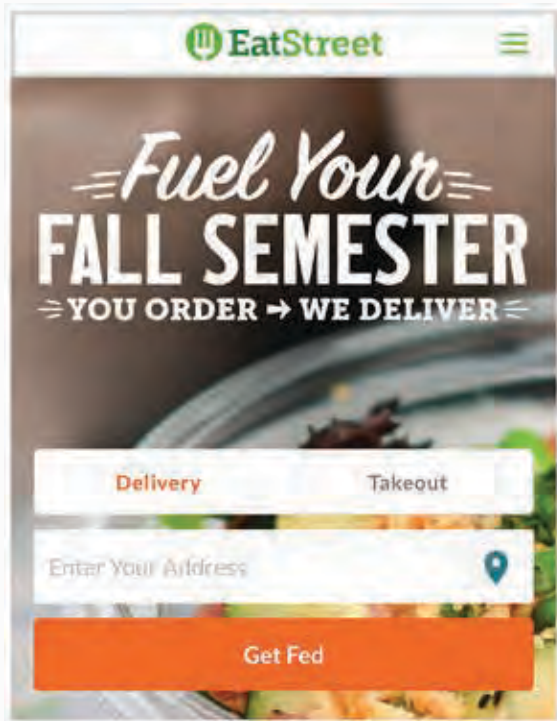 EatStreet
Fuel Your
FALL SEMESTER
YOU ORDER → WE DELIVER
Delivery Takeout
Enter Your Address
Get Fed